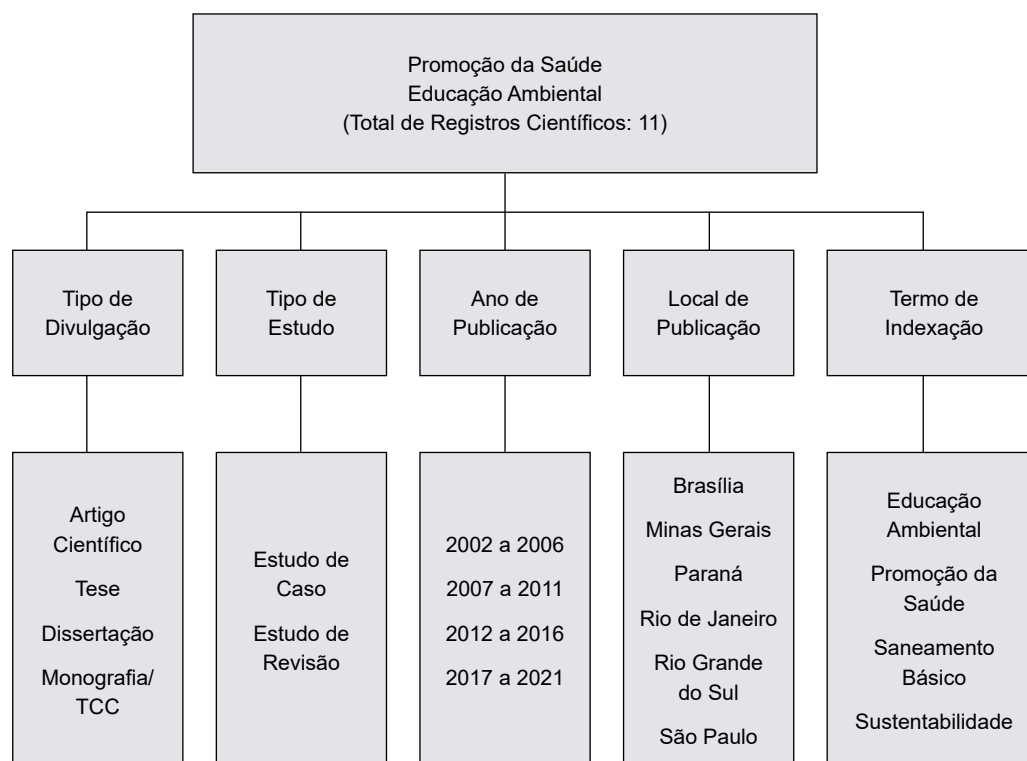 Promoção da Saúde
Educação Ambiental
(Total de Registros Científicos: 11)
Tipo de
Divulgação
Tipo de
Estudo
Ano de
Publicação
Local de
Publicação
Termo de
Indexação
Artigo
Científico
Tese
Dissertação
Monografia/
TCC
Estudo de
Caso
Estudo de
Revisão
2002 a 2006
2007 a 2011
2012 a 2016
2017 a 2021
Brasília
Minas Gerais
Paraná
Rio de Janeiro
Rio Grande
do Sul
São Paulo
Educação
Ambiental
Promoção da
Saúde
Saneamento
Básico
Sustentabilidade